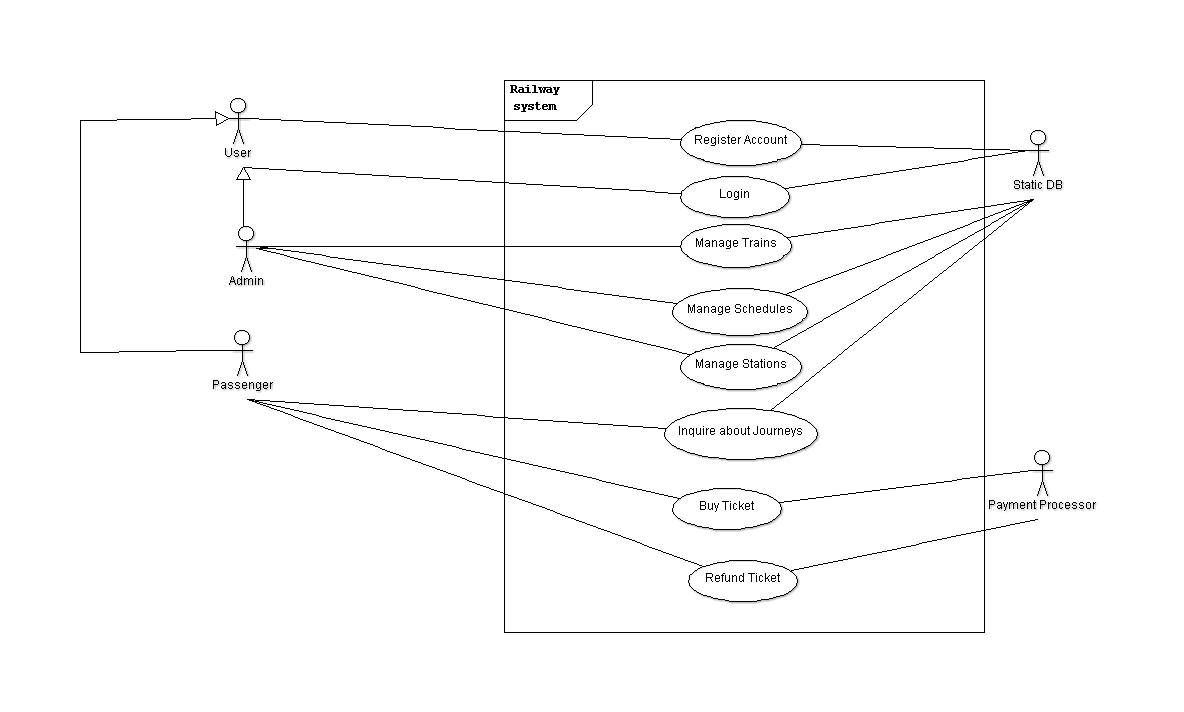 Railway
system
User
Register Account
Static DB
Login
Manage Trains
Admin
Manage Schedules
Manage Stations
Passenger
Inquire about Journeys
Buy Ticket
Payment Processor
Refund Ticket